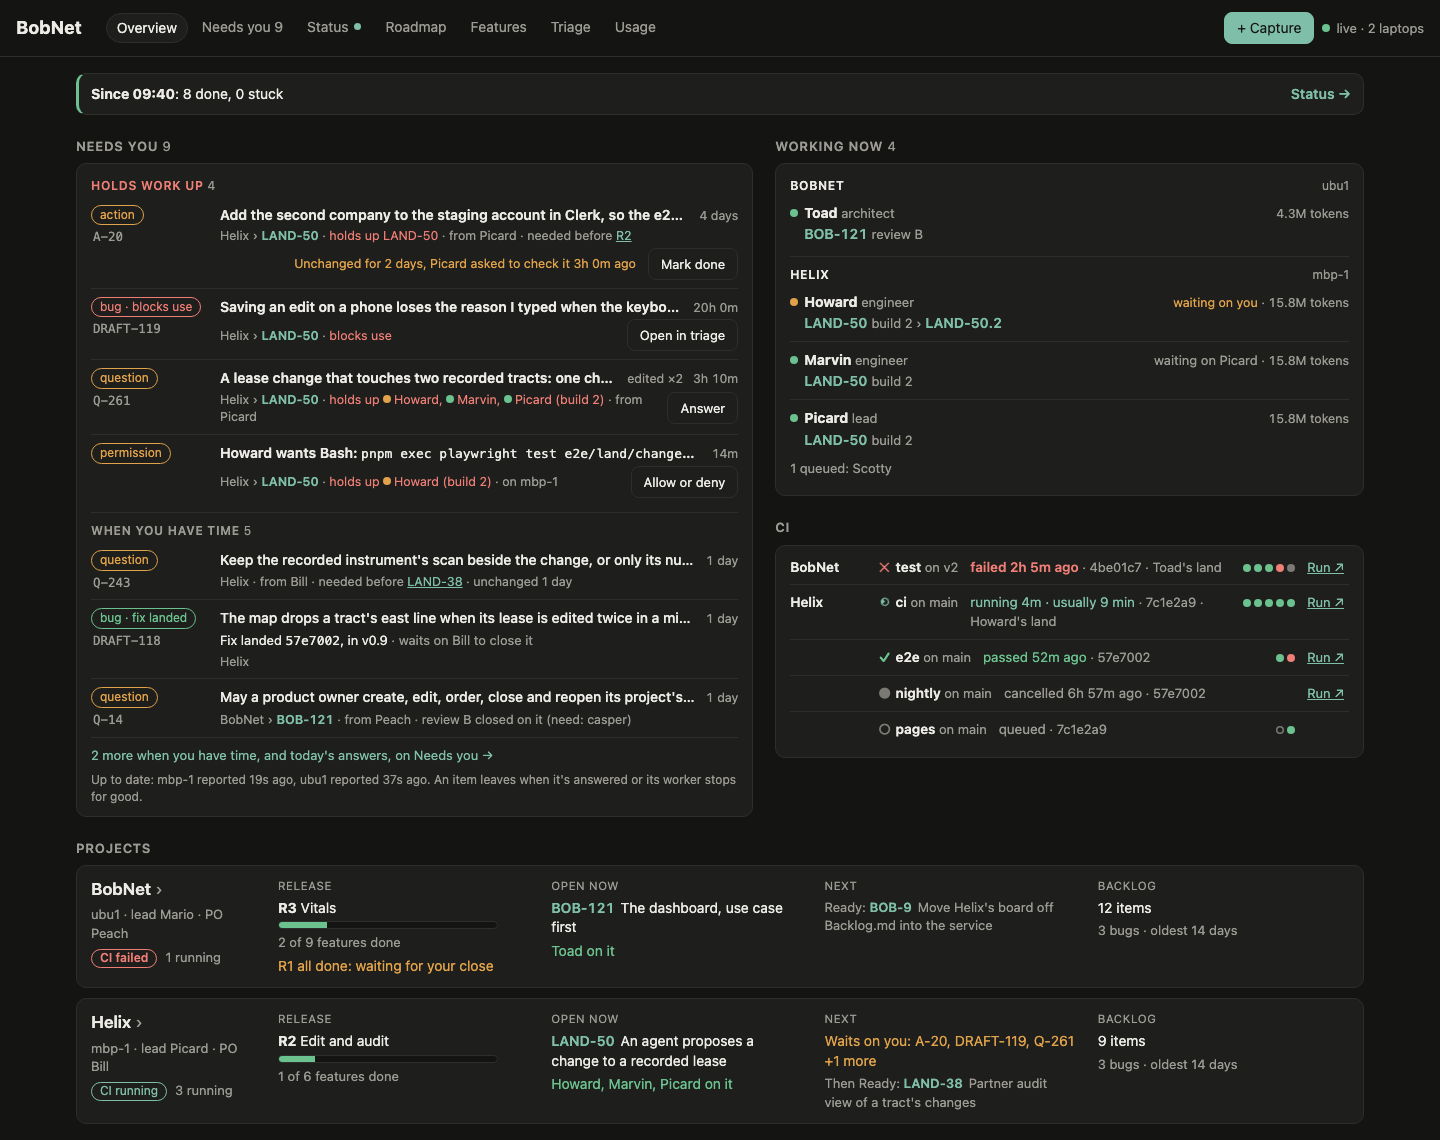 BobNet
Overview
Needs you 9
Status
Roadmap
Features
Triage
Usage
+ Capture
live · 2 laptops
Since 09:40: 8 done, 0 stuck
Status →
NEEDS YOU 9
HOLDS WORK UP 4
action
A-20
Add the second company to the staging account in Clerk, so the e2... 4 days
Helix › LAND-50 · holds up LAND-50 · from Picard · needed before R2
Unchanged for 2 days, Picard asked to check it 3h 0m ago
Mark done
bug · blocks use
DRAFT-119
Saving an edit on a phone loses the reason I typed when the keybo... 20h 0m
Helix › LAND-50 · blocks use
Open in triage
question
Q-261
A lease change that touches two recorded tracts: one ch... edited ×2 3h 10m
Helix › LAND-50 · holds up Howard, Marvin, Picard (build 2) · from
Picard
Answer
permission
Howard wants Bash: pnpm exec playwright test e2e/land/change... 14m
Helix › LAND-50 · holds up Howard (build 2) · on mbp-1
Allow or deny
WHEN YOU HAVE TIME 5
question
Q-243
Keep the recorded instrument's scan beside the change, or only its nu... 1 day
Helix · from Bill · needed before LAND-38 · unchanged 1 day
bug · fix landed
DRAFT-118
The map drops a tract's east line when its lease is edited twice in a mi... 1 day
Fix landed 57e7002, in v0.9 · waits on Bill to close it
Helix
question
Q-14
May a product owner create, edit, order, close and reopen its project's... 1 day
BobNet › BOB-121 · from Peach · review B closed on it (need: casper)
2 more when you have time, and today's answers, on Needs you →
Up to date: mbp-1 reported 19s ago, ubu1 reported 37s ago. An item leaves when it's answered or its worker stops
for good.
WORKING NOW 4
BOBNET ubu1
Toad architect 4.3M tokens
BOB-121 review B
HELIX mbp-1
Howard engineer waiting on you · 15.8M tokens
LAND-50 build 2 › LAND-50.2
Marvin engineer waiting on Picard · 15.8M tokens
LAND-50 build 2
Picard lead 15.8M tokens
LAND-50 build 2
1 queued: Scotty
CI
BobNet test on v2 failed 2h 5m ago · 4be01c7 · Toad's land Run ↗
Helix ci on main running 4m · usually 9 min · 7c1e2a9 ·
Howard's land
Run ↗
e2e on main passed 52m ago · 57e7002 Run ↗
nightly on main cancelled 6h 57m ago · 57e7002 Run ↗
pages on main queued · 7c1e2a9
PROJECTS
BobNet ›
ubu1 · lead Mario · PO
Peach
CI failed 1 running
RELEASE
R3 Vitals
2 of 9 features done
R1 all done: waiting for your close
OPEN NOW
BOB-121 The dashboard, use case
first
Toad on it
NEXT
Ready: BOB-9 Move Helix's board off
Backlog.md into the service
BACKLOG
12 items
3 bugs · oldest 14 days
Helix ›
mbp-1 · lead Picard · PO
Bill
CI running 3 running
RELEASE
R2 Edit and audit
1 of 6 features done
OPEN NOW
LAND-50 An agent proposes a
change to a recorded lease
Howard, Marvin, Picard on it
NEXT
Waits on you: A-20, DRAFT-119, Q-261
+1 more
Then Ready: LAND-38 Partner audit
view of a tract's changes
BACKLOG
9 items
3 bugs · oldest 14 days